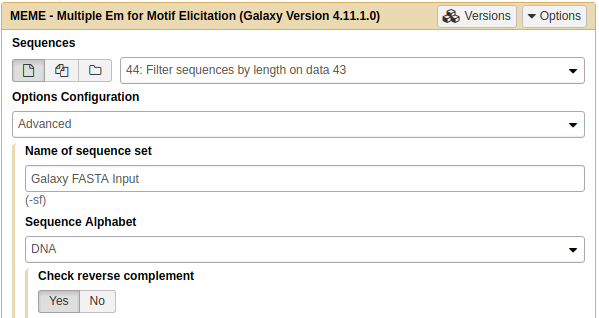 MEME - Multiple Em for Motif Elicitation (Galaxy Version 4.11.1.0) Versions Options
Sequences
44: Filter sequences by length on data 43
Options Configuration
Advanced
Name of sequence set
Galaxy FASTA Input
(-sf)
Sequence Alphabet
DNA
Check reverse complement
Yes No